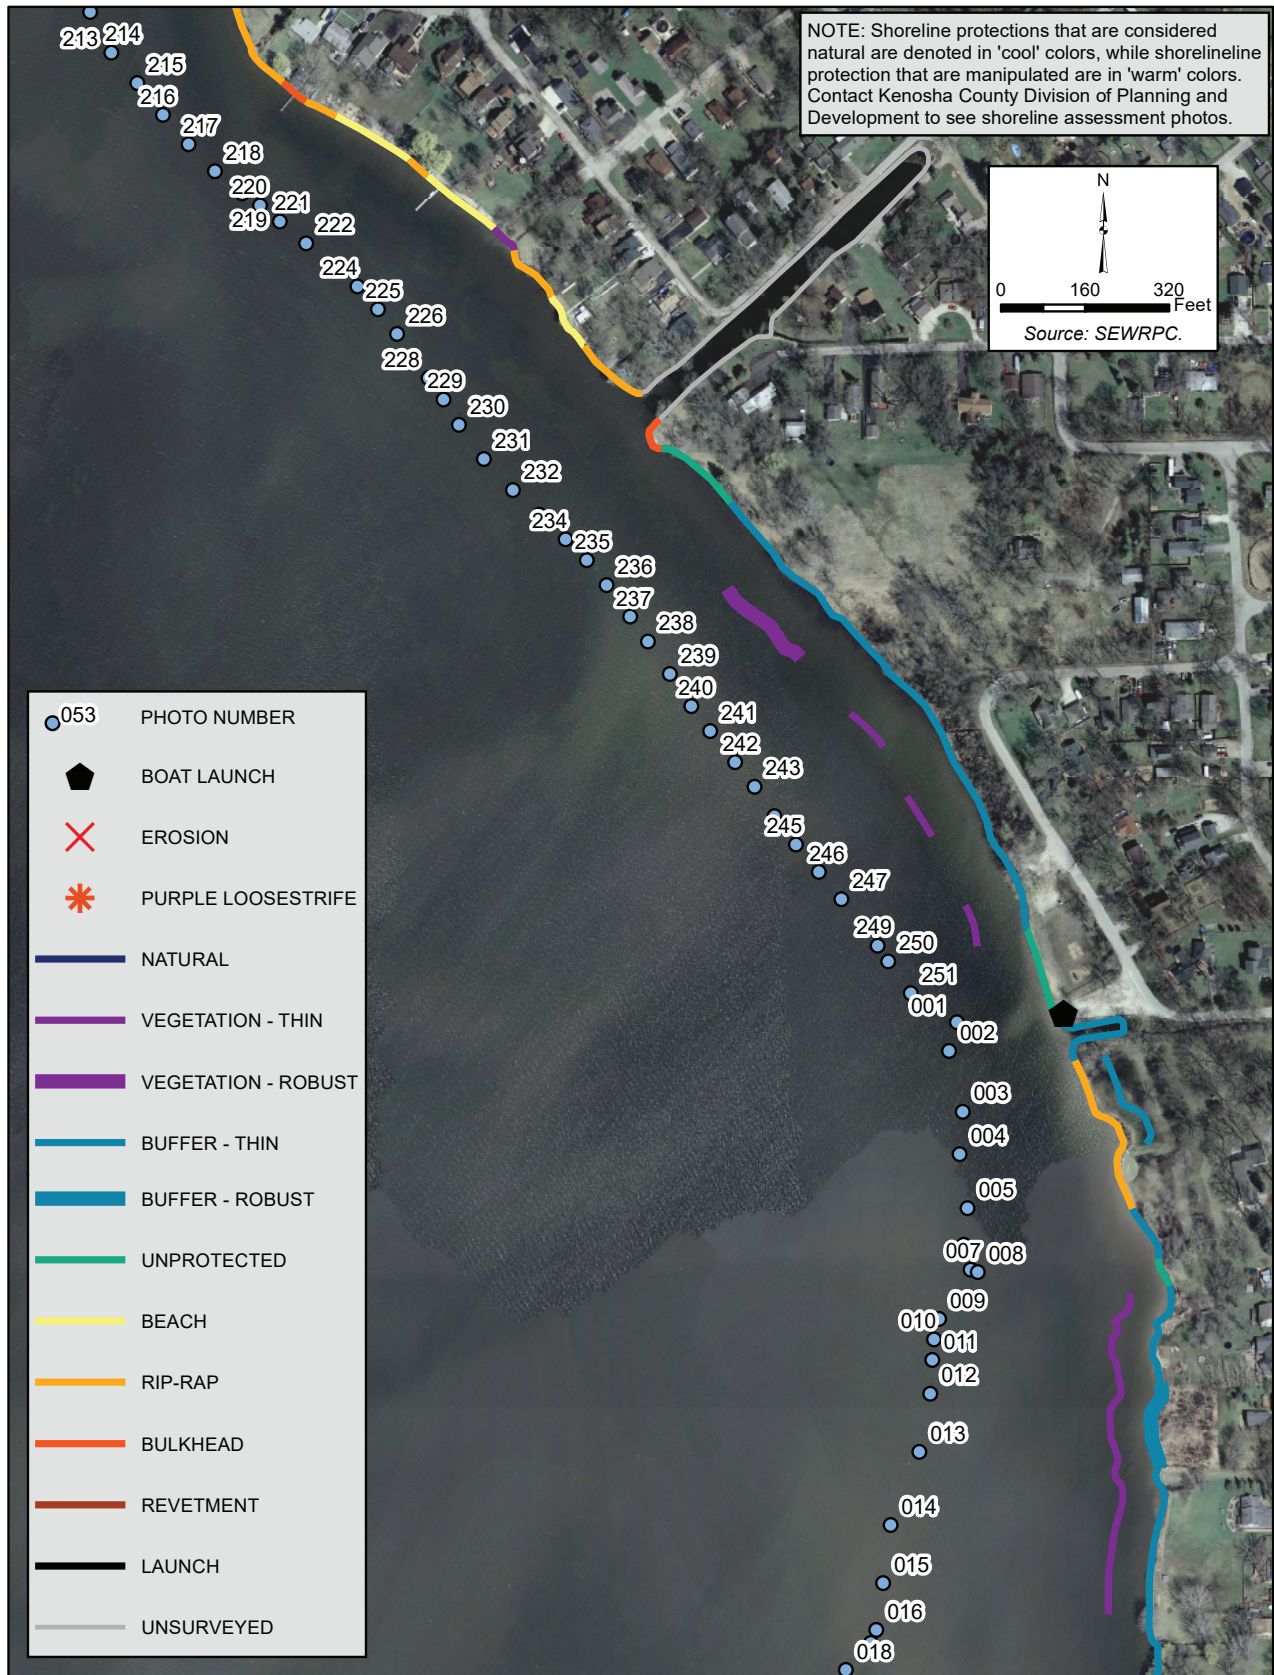 NOTE: Shoreline protections that are considered
natural are denoted in 'cool' colors, while shorelineline
protection that are manipulated are in 'warm' colors.
Contact Kenosha County Division of Planning and
Development to see shoreline assessment photos.
N
0 160 320
Feet
Source: SEWRPC.
213
214
215
216
217
218
220
219
221
222
224
225
226
228
229
230
231
232
234
235
236
237
238
239
240
241
242
243
245
246
247
249
250
251
001
002
003
004
005
007
008
009
010
011
012
013
014
015
016
018
053 PHOTO NUMBER
BOAT LAUNCH
EROSION
PURPLE LOOSESTRIFE
NATURAL
VEGETATION - THIN
VEGETATION - ROBUST
BUFFER - THIN
BUFFER - ROBUST
UNPROTECTED
BEACH
RIP-RAP
BULKHEAD
REVETMENT
LAUNCH
UNSURVEYED